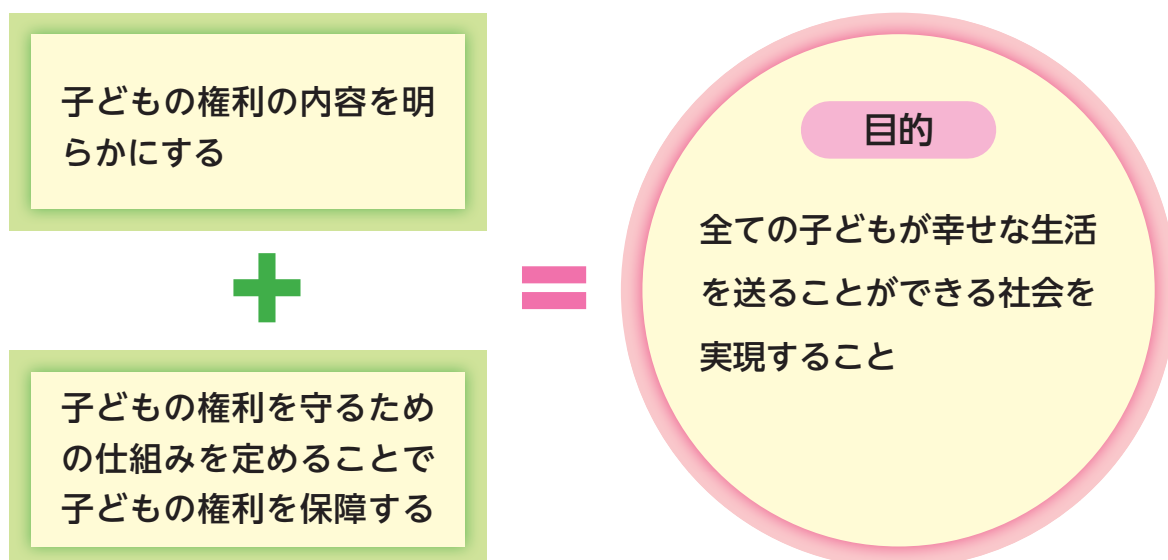 子どもの権利の内容を明
らかにする
+
子どもの権利を守るため
の仕組みを定めることで
子どもの権利を保障する
=
目的
全ての子どもが幸せな生活
を送ることができる社会を
実現すること